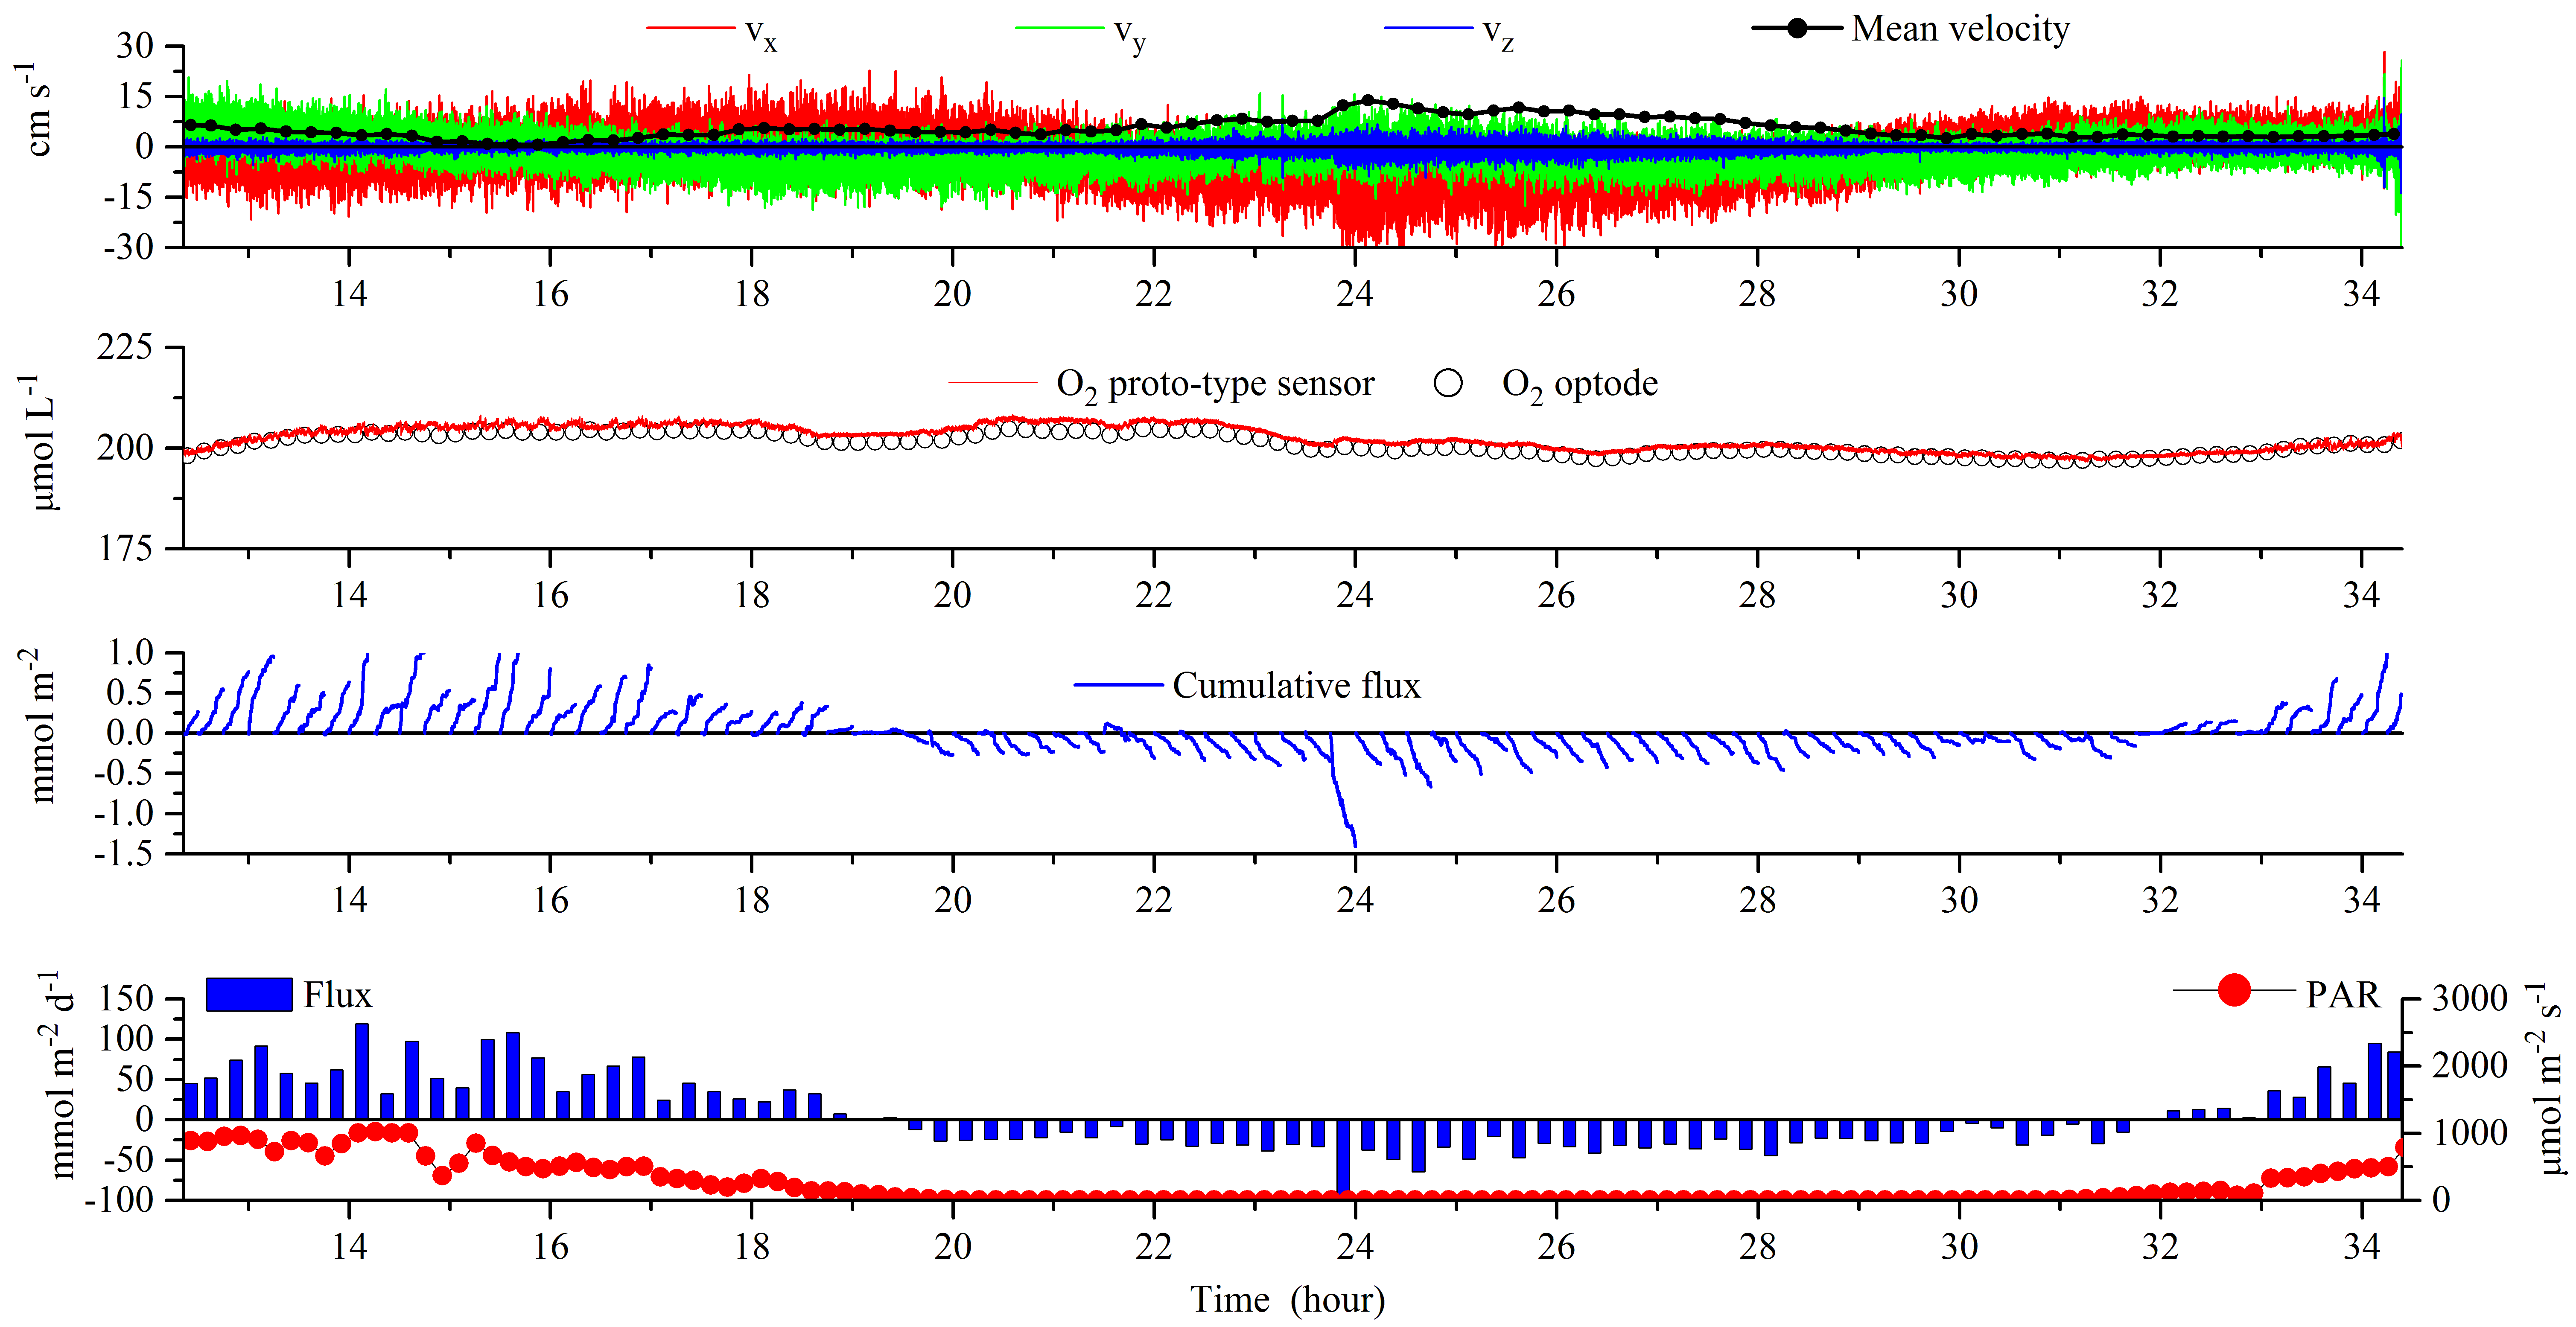 v_x v_y v_z Mean velocity
cm s^-1
30
15
0
-15
-30
14 16 18 20 22 24 26 28 30 32 34
O_2 proto-type sensor O_2 optode
µmol L^-1
225
200
175
14 16 18 20 22 24 26 28 30 32 34
Cumulative flux
mmol m^-2
1.0
0.5
0.0
-0.5
-1.0
-1.5
14 16 18 20 22 24 26 28 30 32 34
Flux PAR
mmol m^-2 d^-1
150
100
50
0
-50
-100
3000
2000
1000
0
µmol m^-2 s^-1
14 16 18 20 22 24 26 28 30 32 34
Time (hour)